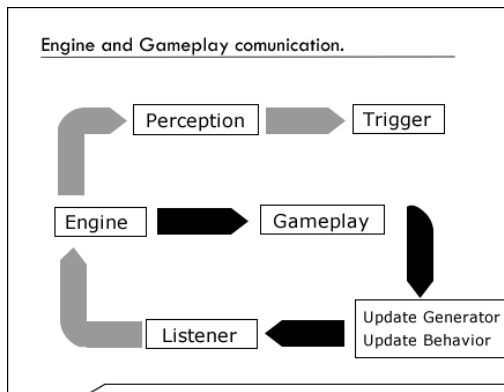 Engine and Gameplay comunication.
Perception
Trigger
Engine
Gameplay
Update Generator
Update Behavior
Listener